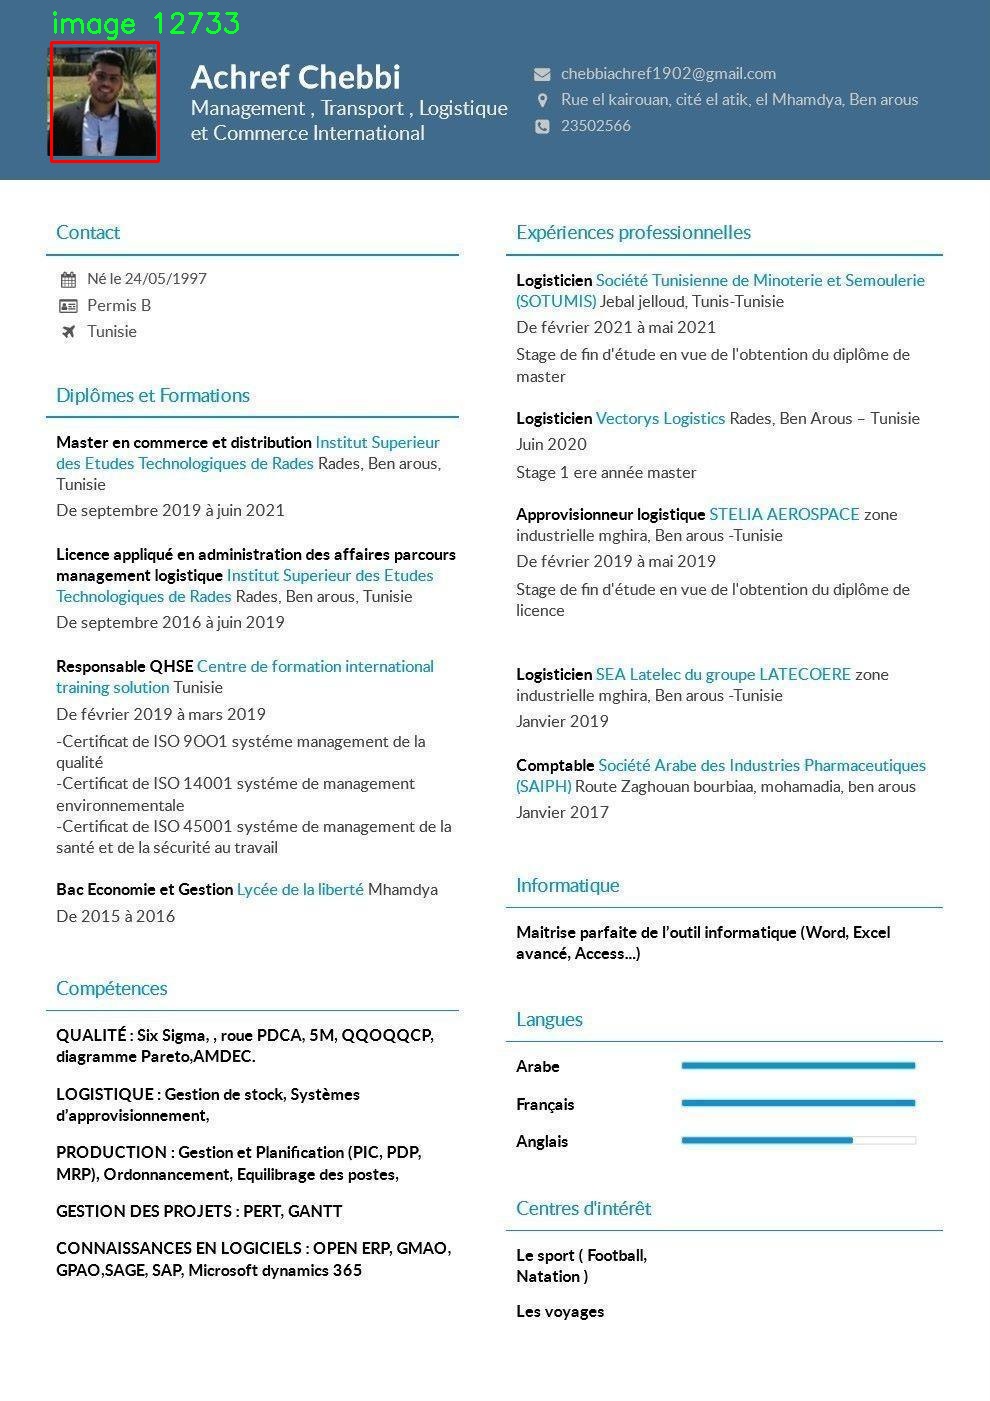 image 12733
Achref Chebbi
Management , Transport , Logistique
et Commerce International
chebbiachref1902@gmail.com
Rue el kairouan, cité el atik, el Mhamdya, Ben arous
23502566
Contact
Né le 24/05/1997
Permis B
Tunisie
Diplômes et Formations
Master en commerce et distribution Institut Superieur
des Etudes Technologiques de Rades Rades, Ben arous,
Tunisie
De septembre 2019 à juin 2021
Licence appliqué en administration des affaires parcours
management logistique Institut Superieur des Etudes
Technologiques de Rades Rades, Ben arous, Tunisie
De septembre 2016 à juin 2019
Responsable QHSE Centre de formation international
training solution Tunisie
De février 2019 à mars 2019
-Certificat de ISO 9OO1 systéme management de la
qualité
-Certificat de ISO 14001 systéme de management
environnementale
-Certificat de ISO 45001 systéme de management de la
santé et de la sécurité au travail
Bac Economie et Gestion Lycée de la liberté Mhamdya
De 2015 à 2016
Compétences
QUALITÉ : Six Sigma, , roue PDCA, 5M, QQOQQCP,
diagramme Pareto,AMDEC.
LOGISTIQUE : Gestion de stock, Systèmes
d’approvisionnement,
PRODUCTION : Gestion et Planification (PIC, PDP,
MRP), Ordonnancement, Equilibrage des postes,
GESTION DES PROJETS : PERT, GANTT
CONNAISSANCES EN LOGICIELS : OPEN ERP, GMAO,
GPAO,SAGE, SAP, Microsoft dynamics 365
Expériences professionnelles
Logisticien Société Tunisienne de Minoterie et Semoulerie
(SOTUMIS) Jebal jelloud, Tunis-Tunisie
De février 2021 à mai 2021
Stage de fin d'étude en vue de l'obtention du diplôme de
master
Logisticien Vectorys Logistics Rades, Ben Arous – Tunisie
Juin 2020
Stage 1 ere année master
Approvisionneur logistique STELIA AEROSPACE zone
industrielle mghira, Ben arous -Tunisie
De février 2019 à mai 2019
Stage de fin d'étude en vue de l'obtention du diplôme de
licence
Logisticien SEA Latelec du groupe LATECOERE zone
industrielle mghira, Ben arous -Tunisie
Janvier 2019
Comptable Société Arabe des Industries Pharmaceutiques
(SAIPH) Route Zaghouan bourbiaa, mohamadia, ben arous
Janvier 2017
Informatique
Maitrise parfaite de l’outil informatique (Word, Excel
avancé, Access...)
Langues
Arabe
Français
Anglais
Centres d'intérêt
Le sport ( Football,
Natation )
Les voyages